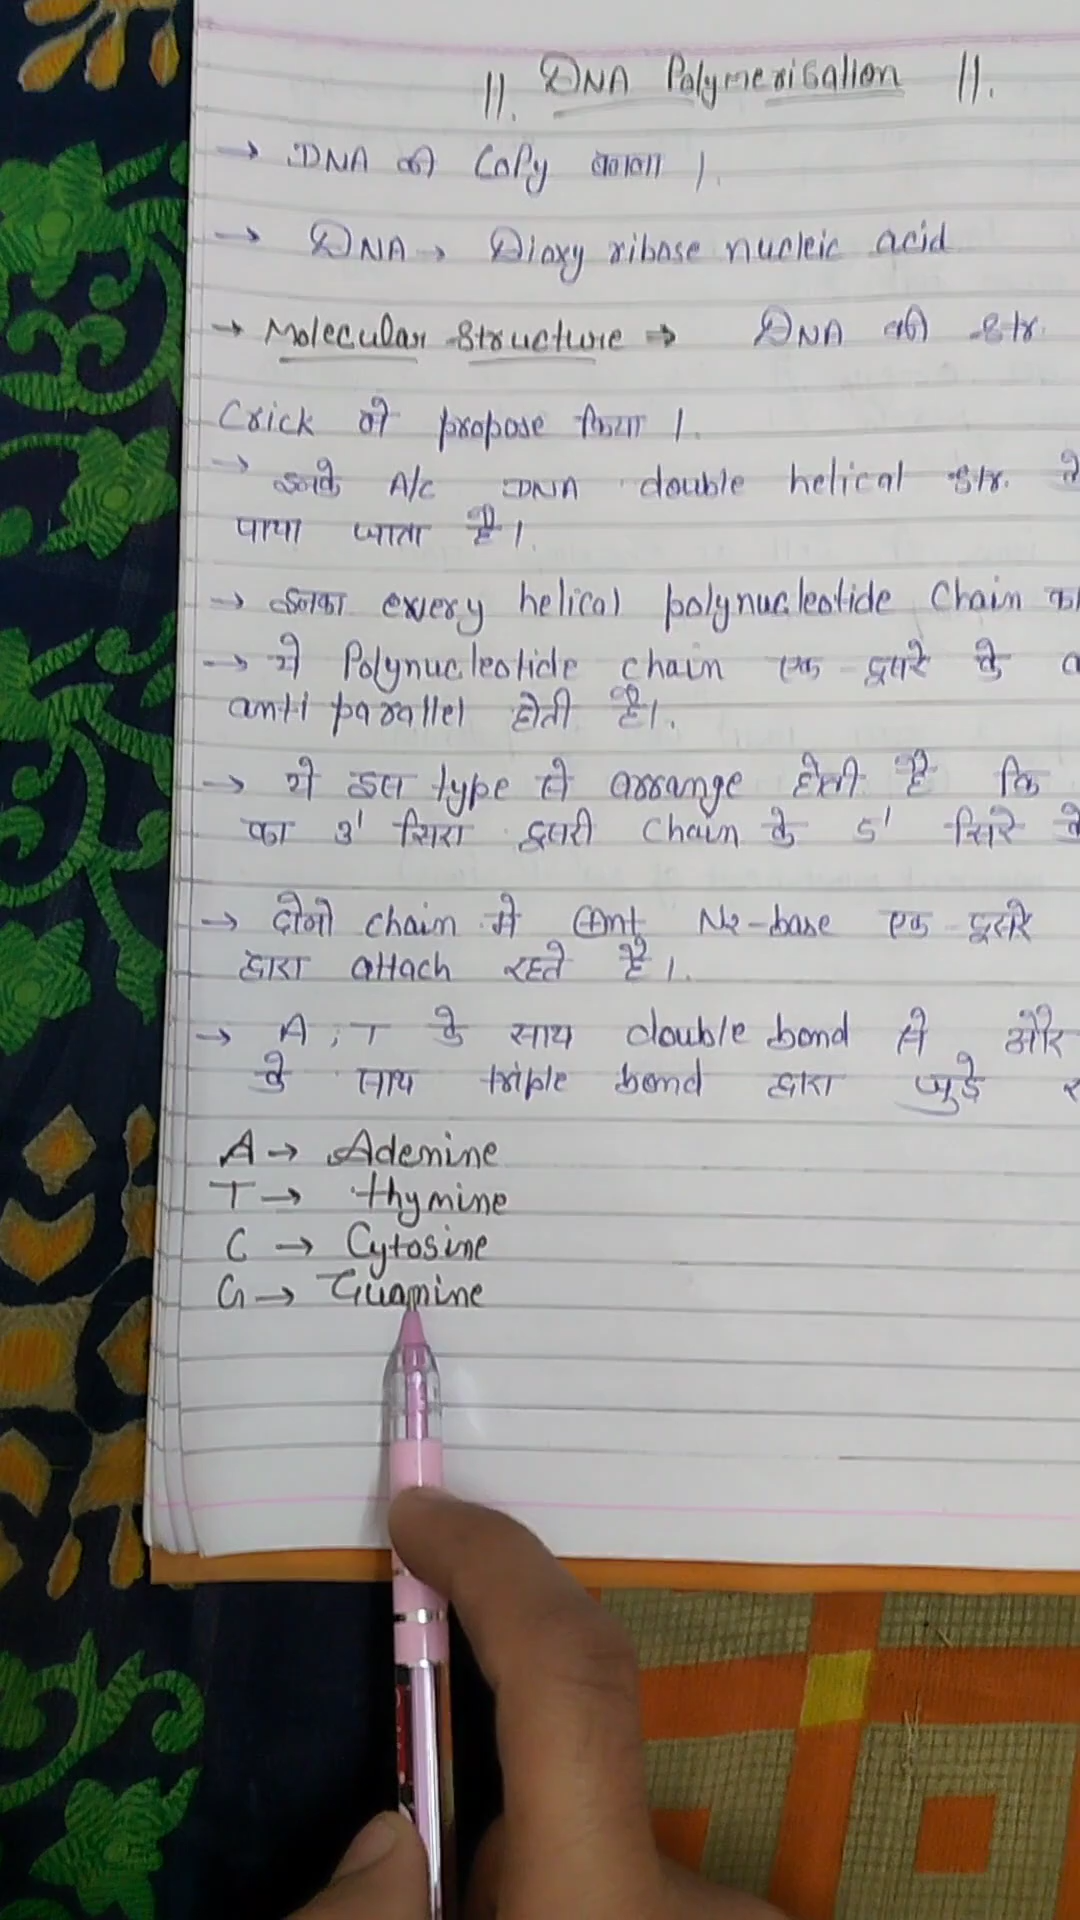 ||. DNA Polymerisation ||.
→ DNA की Copy बनाना |.
→ DNA → Dioxy ribose nucleic acid
→ Molecular Structure ⇒ DNA की Str.
Crick ने propose किया |.
→ इनके A/C DNA double helical Str. में
पाया जाता है |.
→ इनका every helical polynucleotide Chain का
→ ये Polynucleotide chain एक-दूसरे के
anti parallel होती है |.
→ ये इस type से arrange होती है कि
का 3' सिरा दूसरी Chain के 5' सिरे के
→ दोनो chain मे N2-base एक-दूसरे
द्वारा attach रहते है |.
→ A, T के साथ double bond से और
के साथ triple bond द्वारा जुड़े
A → Adenine
T → thymine
C → Cytosine
G → Guanine